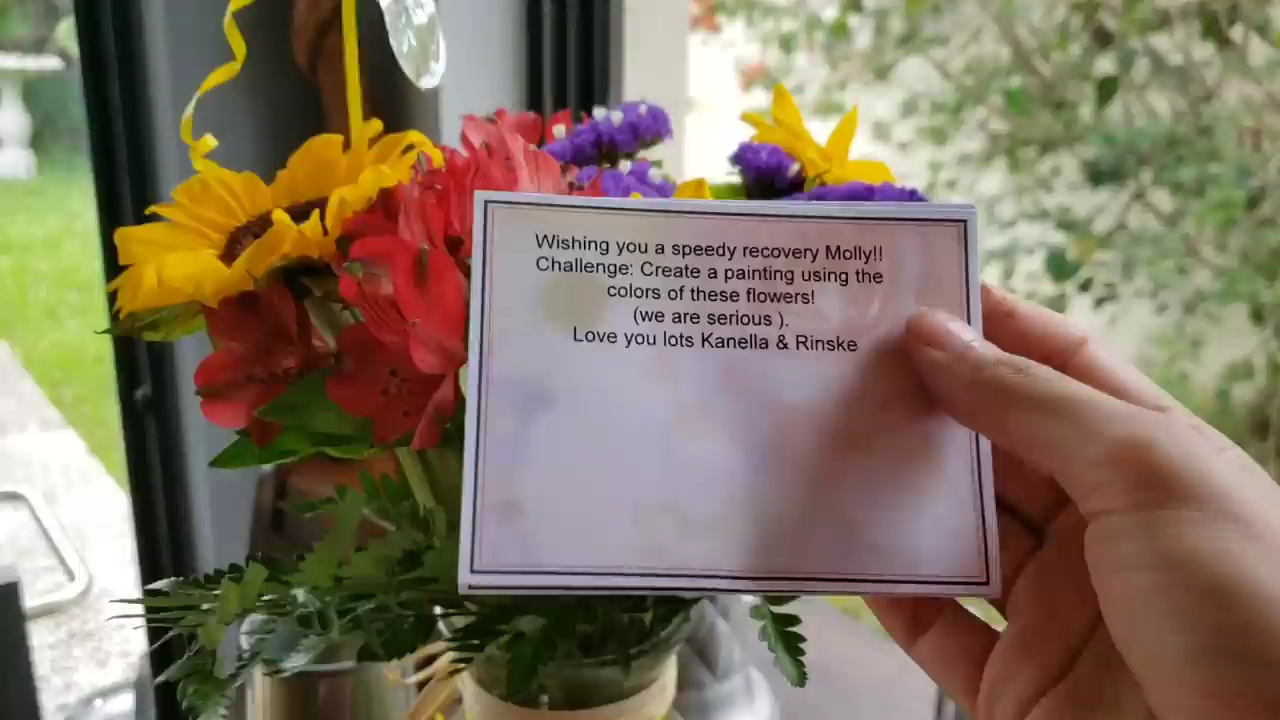 Wishing you a speedy recovery Molly!!
Challenge: Create a painting using the
colors of these flowers!
(we are serious ).
Love you lots Kanella & Rinske